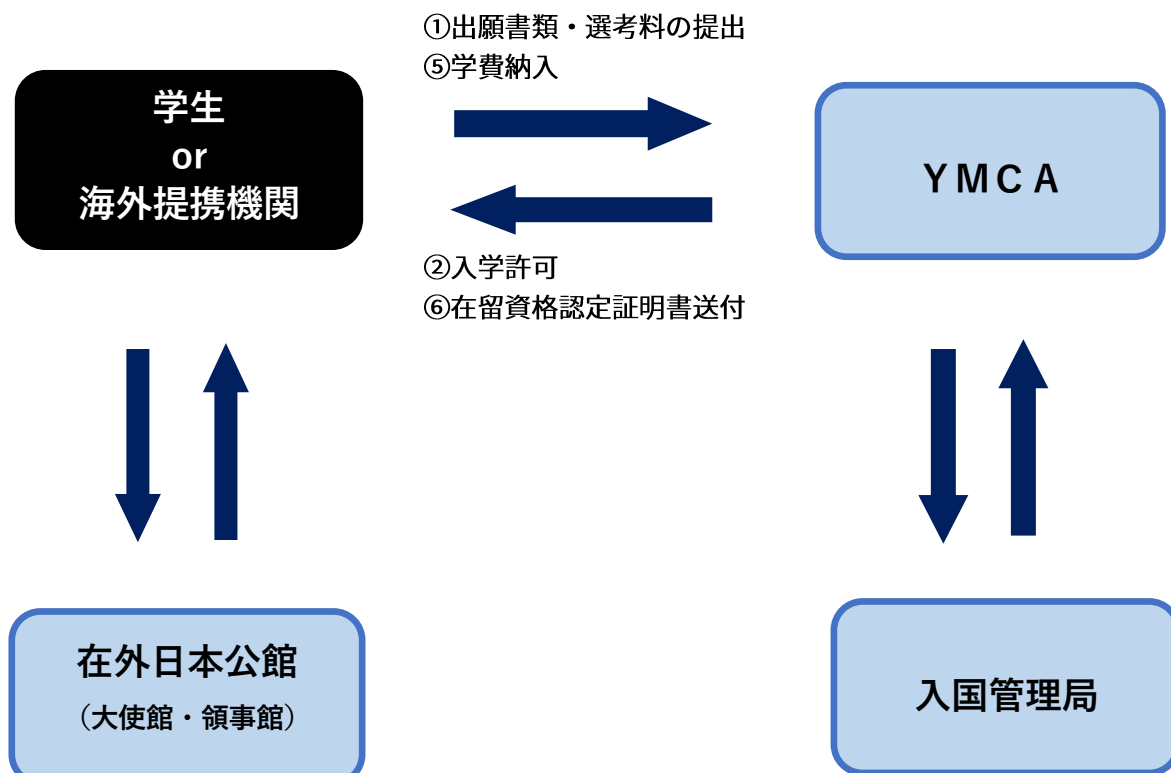 ①出願書類・選考料の提出
⑤学費納入
学生
or
海外提携機関
ＹＭＣＡ
②入学許可
⑥在留資格認定証明書送付
在外日本公館
（大使館・領事館）
入国管理局